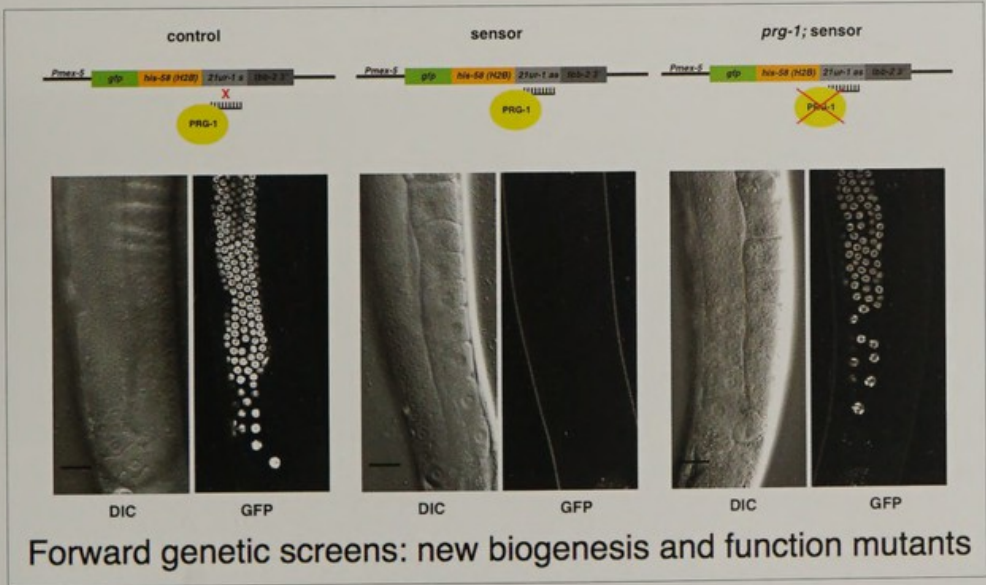 control
Pmex-5 gfp his-58 (H2B) 21ur-1 s tbb-2 3'
X
PRG-1
DIC GFP
sensor
Pmex-5 gfp his-58 (H2B) 21ur-1 as tbb-2 3'
PRG-1
DIC GFP
prg-1; sensor
Pmex-5 gfp his-58 (H2B) 21ur-1 as tbb-2 3'
PRG-1
DIC GFP
Forward genetic screens: new biogenesis and function mutants